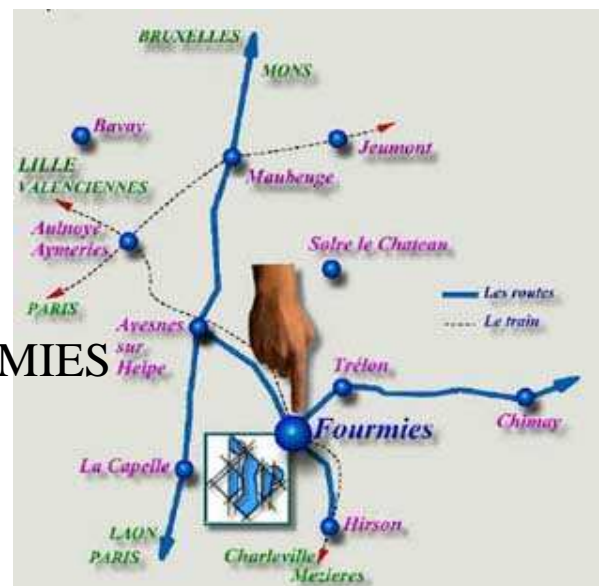 BRUXELLES
MONS
Bavay
Jeumont
Maubeuge
LILLE
VALENCIENNES
Aulnoye
Aymeries
Solre le Chateau
PARIS
Les routes
Le train
Avesnes
sur
Helpe
MIES
Trélon
Chimay
Fourmies
La Capelle
Hirson
LAON
PARIS
Charleville
Mezieres